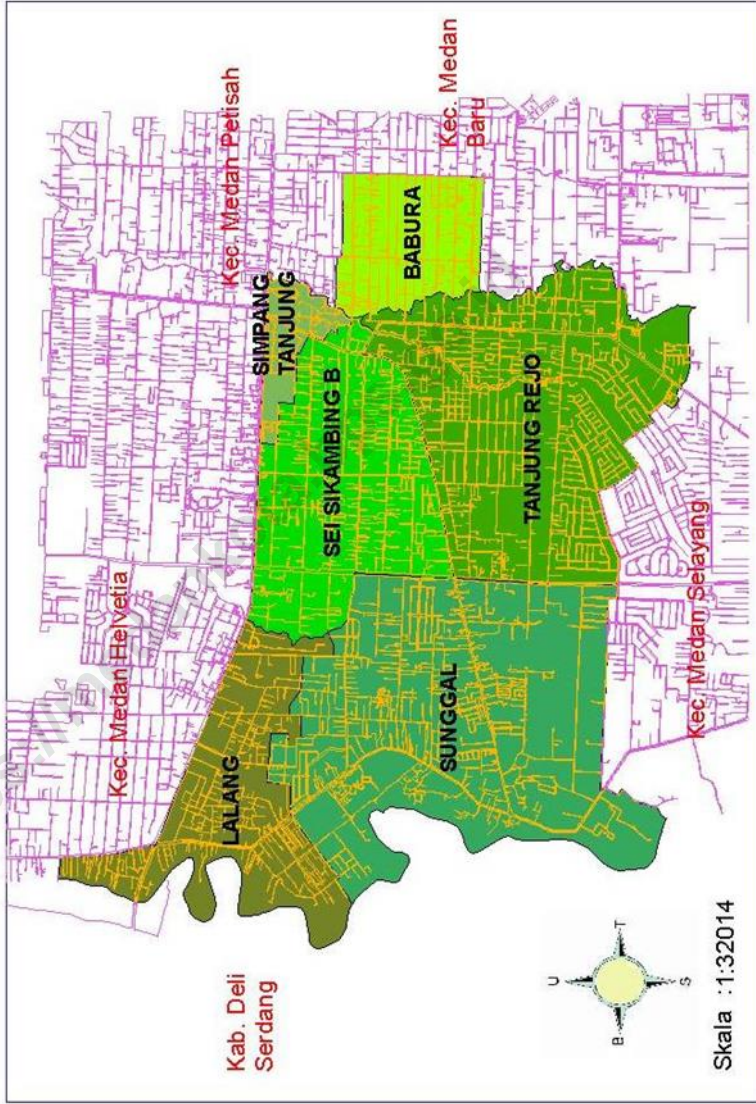 Kec. Medan Petisah
Kec. Medan
Baru
Kec. Medan Helvetia
SIMPANG
TANJUNG
BABURA
SEI SIKAMBING B
TANJUNG REJO
LALANG
SUNGGAL
Kec. Medan Selayang
Kab. Deli
Serdang
U
B
T
S
Skala : 1:32014